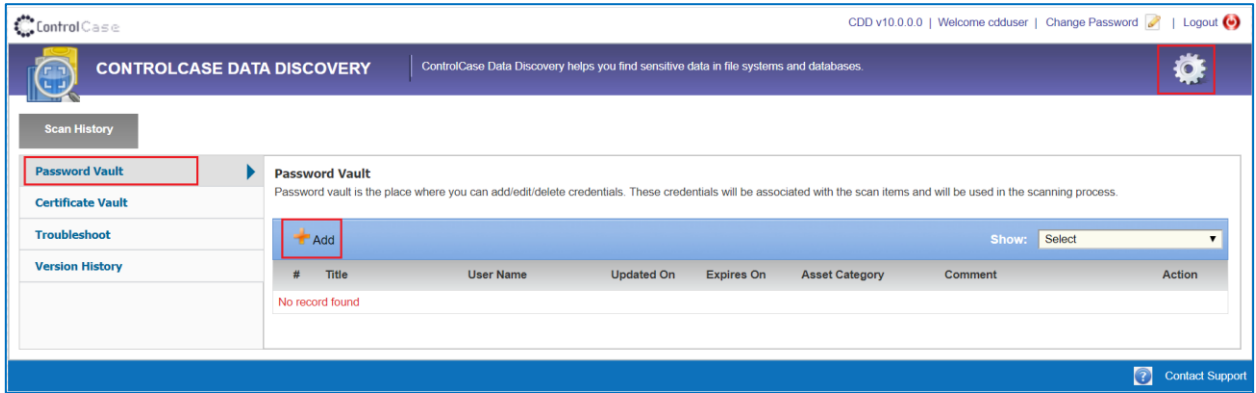 ControlCase
CDD v10.0.0.0 | Welcome cdduser | Change Password | Logout
CONTROLCASE DATA DISCOVERY
ControlCase Data Discovery helps you find sensitive data in file systems and databases.
Scan History
Password Vault
Certificate Vault
Troubleshoot
Version History
Password Vault
Password vault is the place where you can add/edit/delete credentials. These credentials will be associated with the scan items and will be used in the scanning process.
Add Show: Select
# Title User Name Updated On Expires On Asset Category Comment Action
No record found
? Contact Support